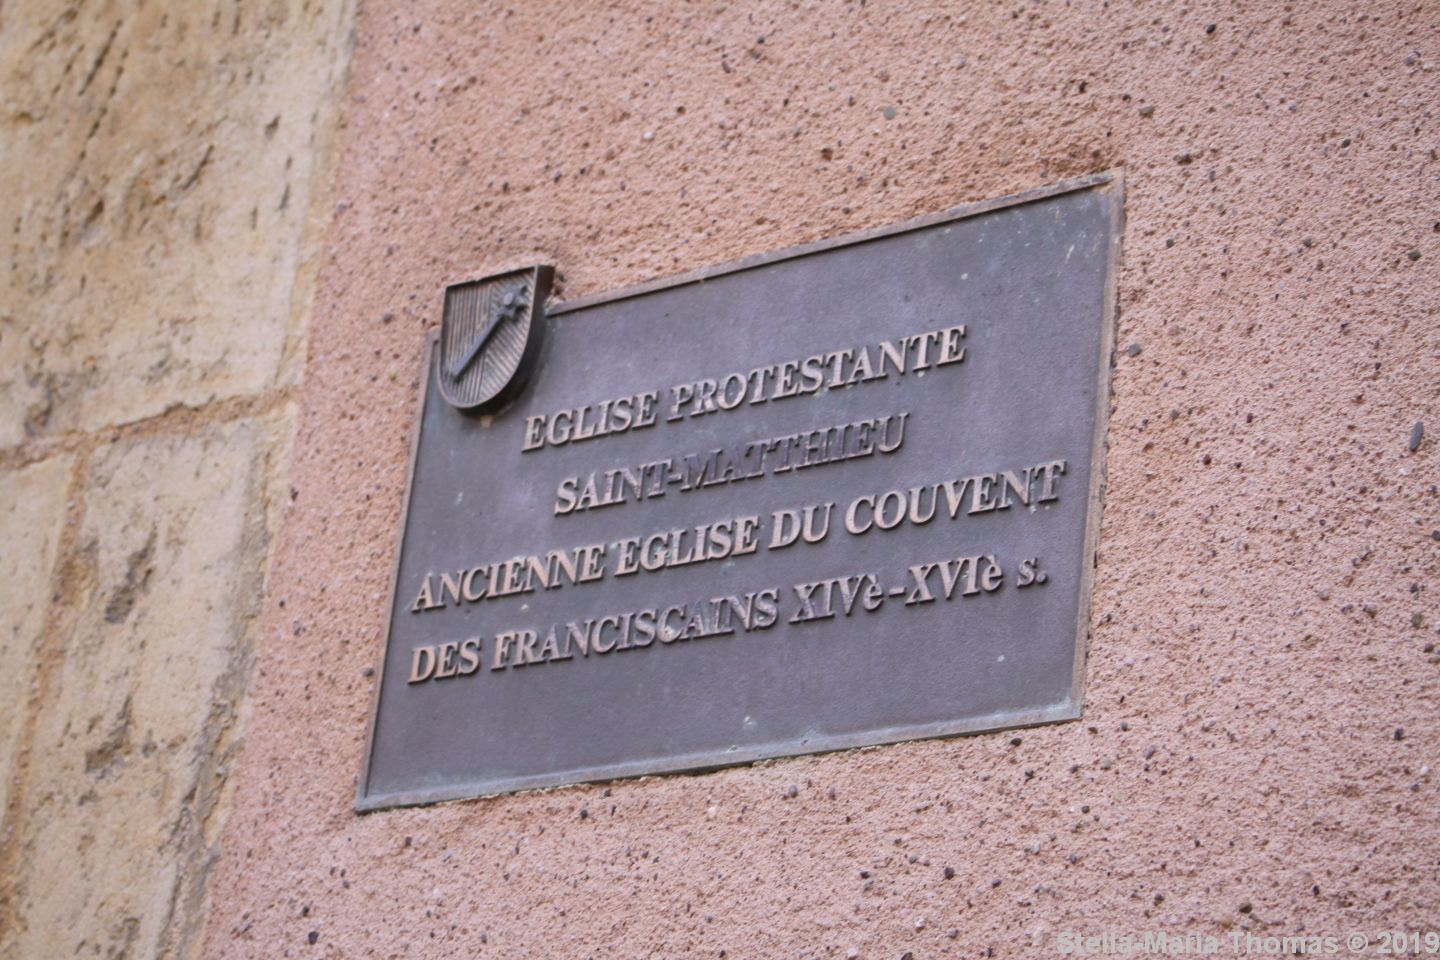 EGLISE PROTESTANTE
SAINT-MATTHIEU
ANCIENNE EGLISE DU COUVENT
DES FRANCISCAINS XIVè-XVIè s.
Stella-Maria Thomas © 2019